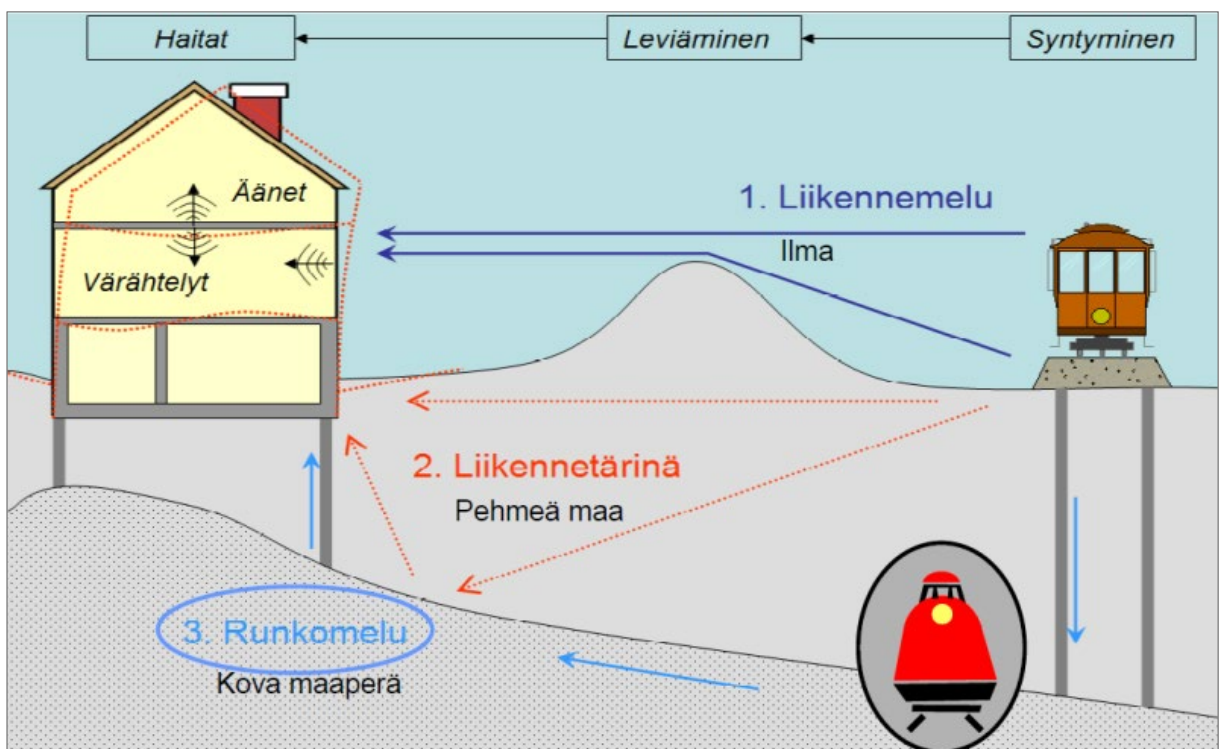 Haitat
Leviäminen
Syntyminen
Äänet
Värähtelyt
1. Liikennemelu
Ilma
2. Liikennetärinä
Pehmeä maa
3. Runkomelu
Kova maaperä